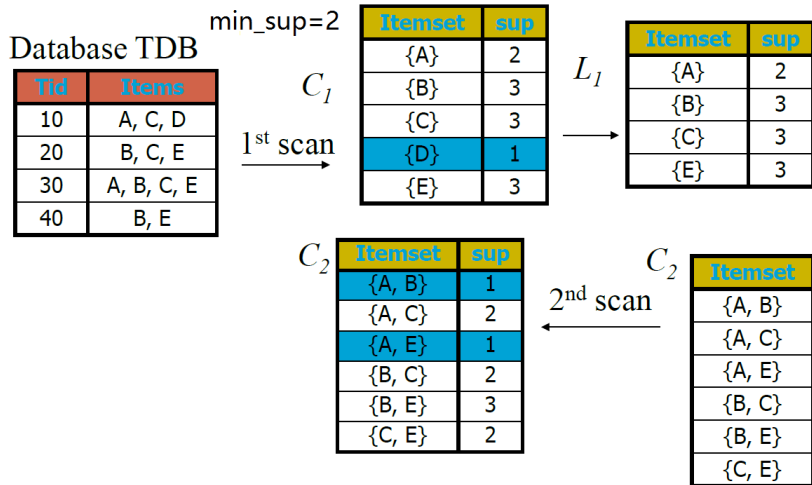 min_sup=2
Database TDB
Tid Items
10 A, C, D
20 B, C, E
30 A, B, C, E
40 B, E
1st scan
C1
Itemset sup
{A} 2
{B} 3
{C} 3
{D} 1
{E} 3
L1
Itemset sup
{A} 2
{B} 3
{C} 3
{E} 3
C2
Itemset sup
{A, B} 1
{A, C} 2
{A, E} 1
{B, C} 2
{B, E} 3
{C, E} 2
2nd scan
C2
Itemset
{A, B}
{A, C}
{A, E}
{B, C}
{B, E}
{C, E}